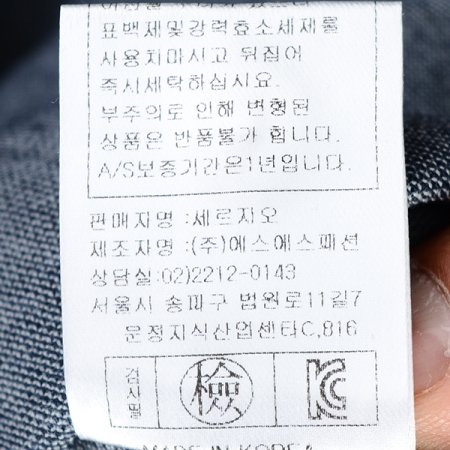 표백제및강력효소세제를
사용치마시고 뒤집어
즉시세탁하십시요.
부주의로 인해 변형된
상품은 반품불가 합니다.
A/S보증기간은1년입니다.
판매자명 :세르지오
제조자명 :(주)에스에스패션
상담실:02)2212-0143
서울시 송파구 법원로11길7
문정지식산업센타C,816
검사필 檢 KC
MADE IN KOREA